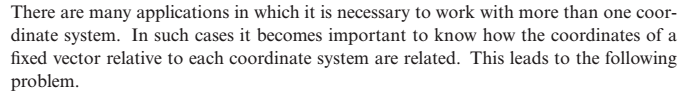 There are many applications in which it is necessary to work with more than one coor-
dinate system. In such cases it becomes important to know how the coordinates of a
fixed vector relative to each coordinate system are related. This leads to the following
problem.